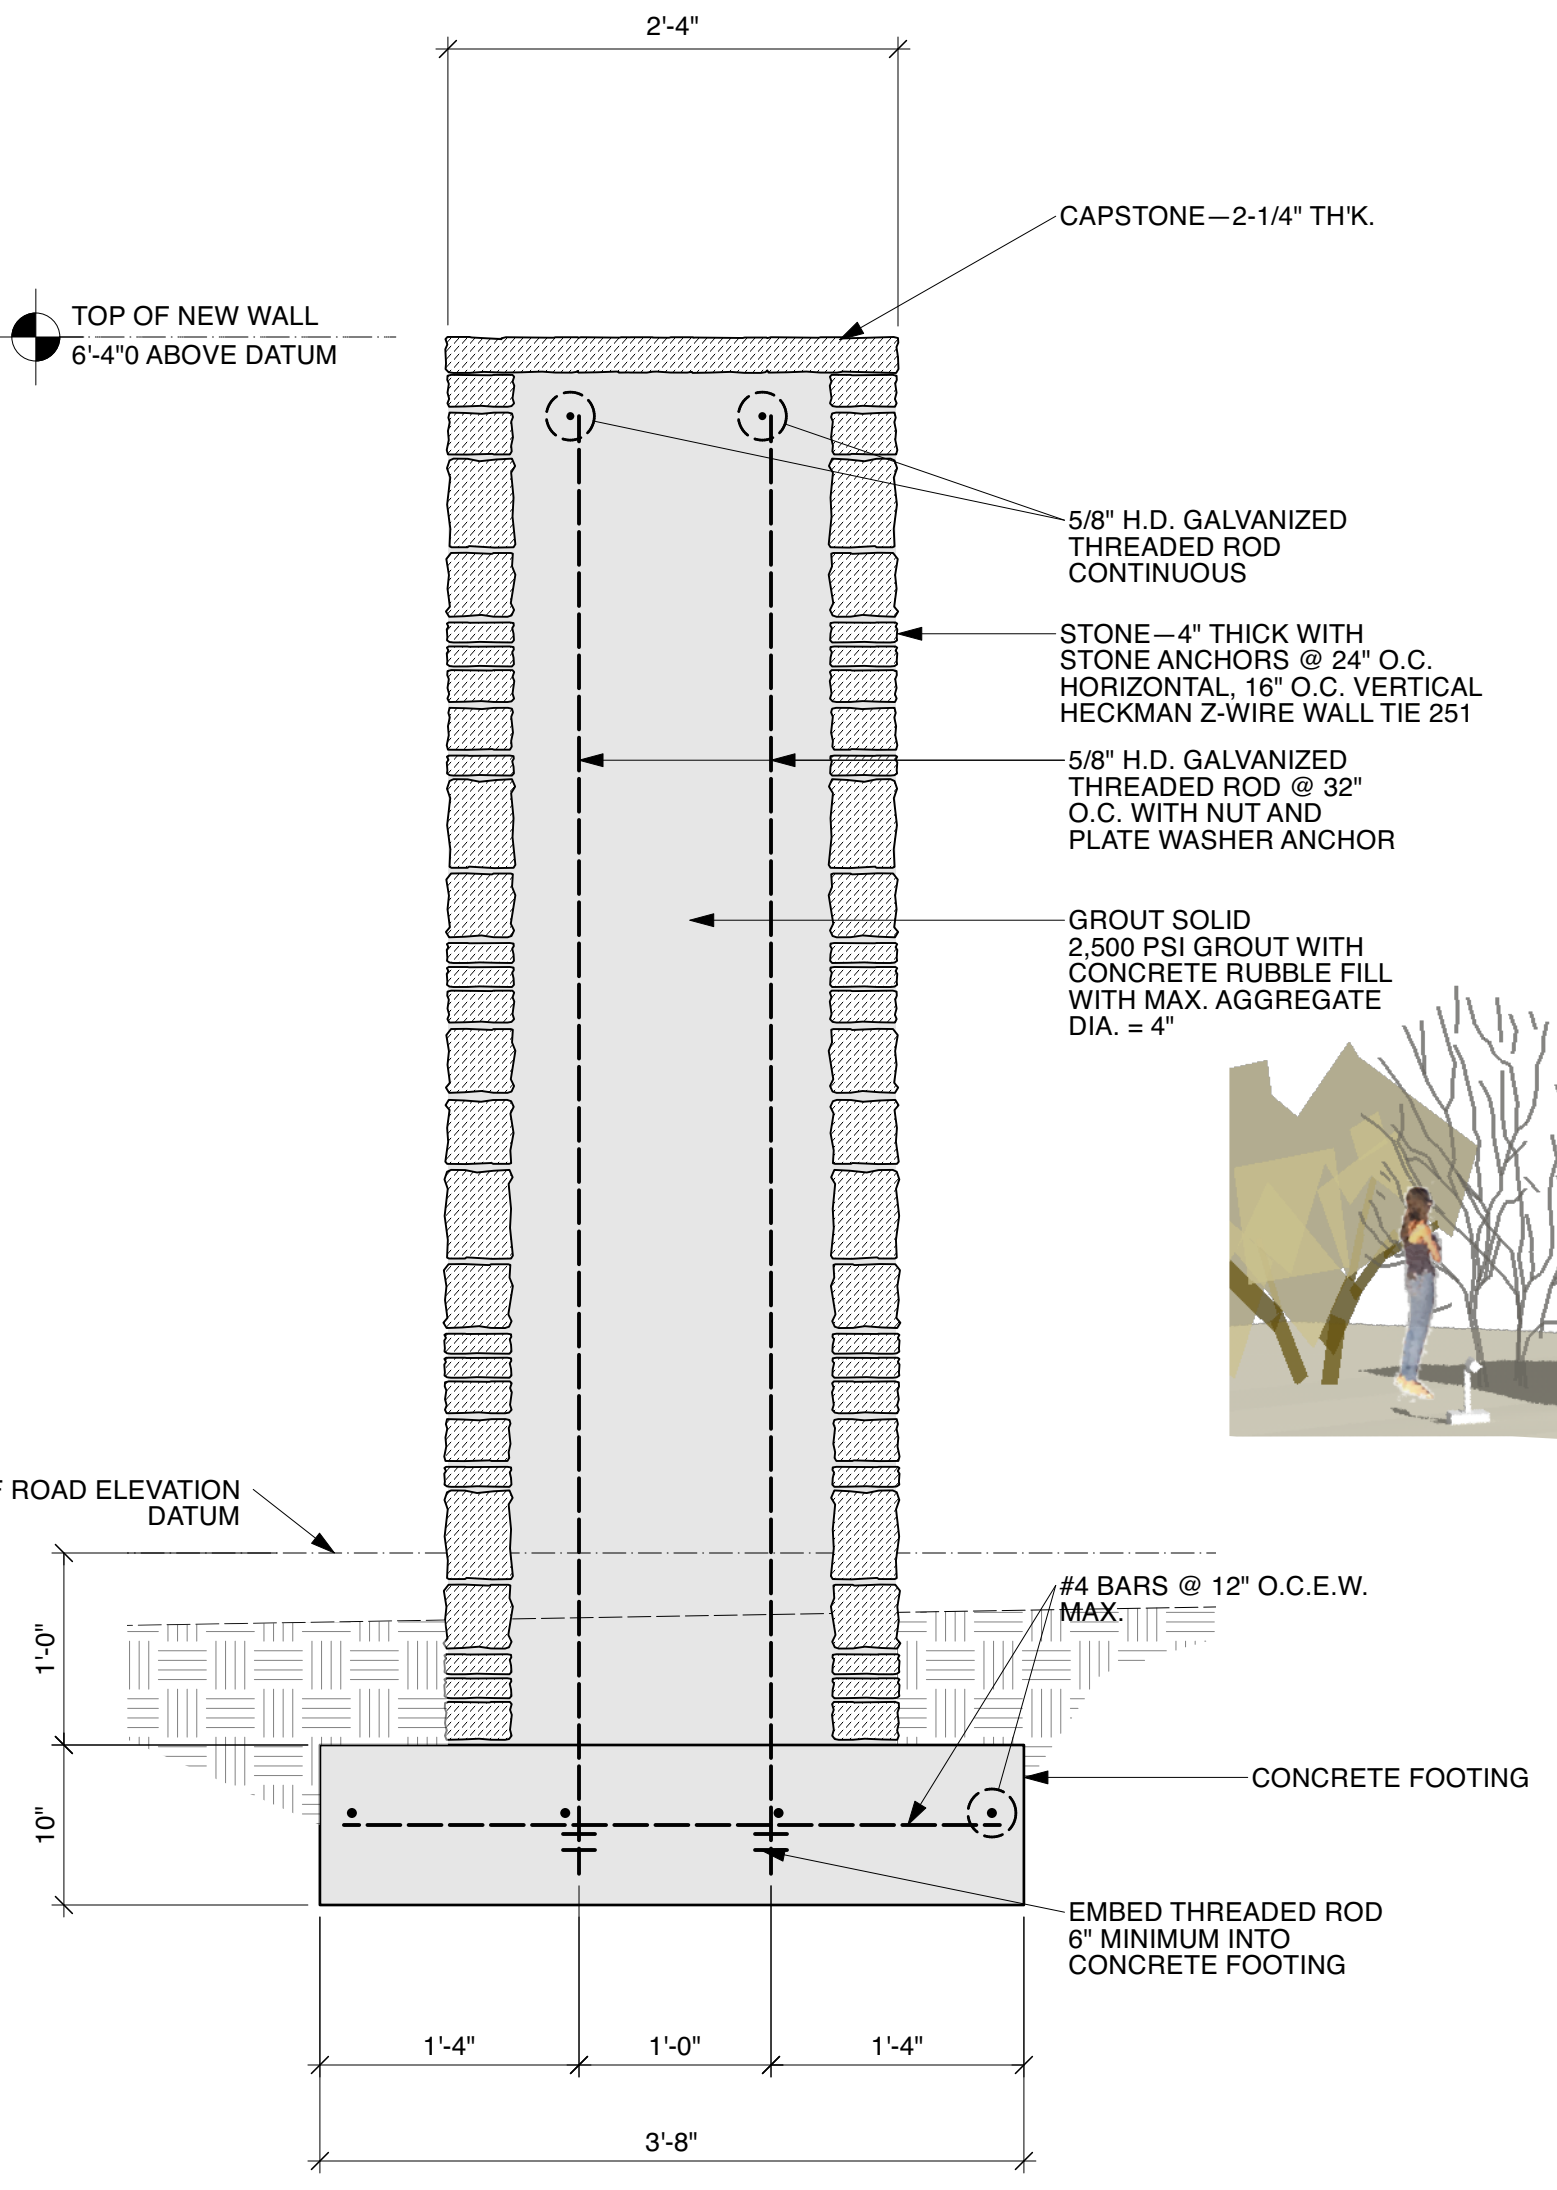 2'-4"
CAPSTONE—2-1/4" TH'K.
TOP OF NEW WALL
6'-4"0 ABOVE DATUM
5/8" H.D. GALVANIZED
THREADED ROD
CONTINUOUS
STONE—4" THICK WITH
STONE ANCHORS @ 24" O.C.
HORIZONTAL, 16" O.C. VERTICAL
HECKMAN Z-WIRE WALL TIE 251
5/8" H.D. GALVANIZED
THREADED ROD @ 32"
O.C. WITH NUT AND
PLATE WASHER ANCHOR
GROUT SOLID
2,500 PSI GROUT WITH
CONCRETE RUBBLE FILL
WITH MAX. AGGREGATE
DIA. = 4"
ROAD ELEVATION
DATUM
#4 BARS @ 12" O.C.E.W.
MAX.
1'-0"
10"
CONCRETE FOOTING
EMBED THREADED ROD
6" MINIMUM INTO
CONCRETE FOOTING
1'-4"
1'-0"
1'-4"
3'-8"